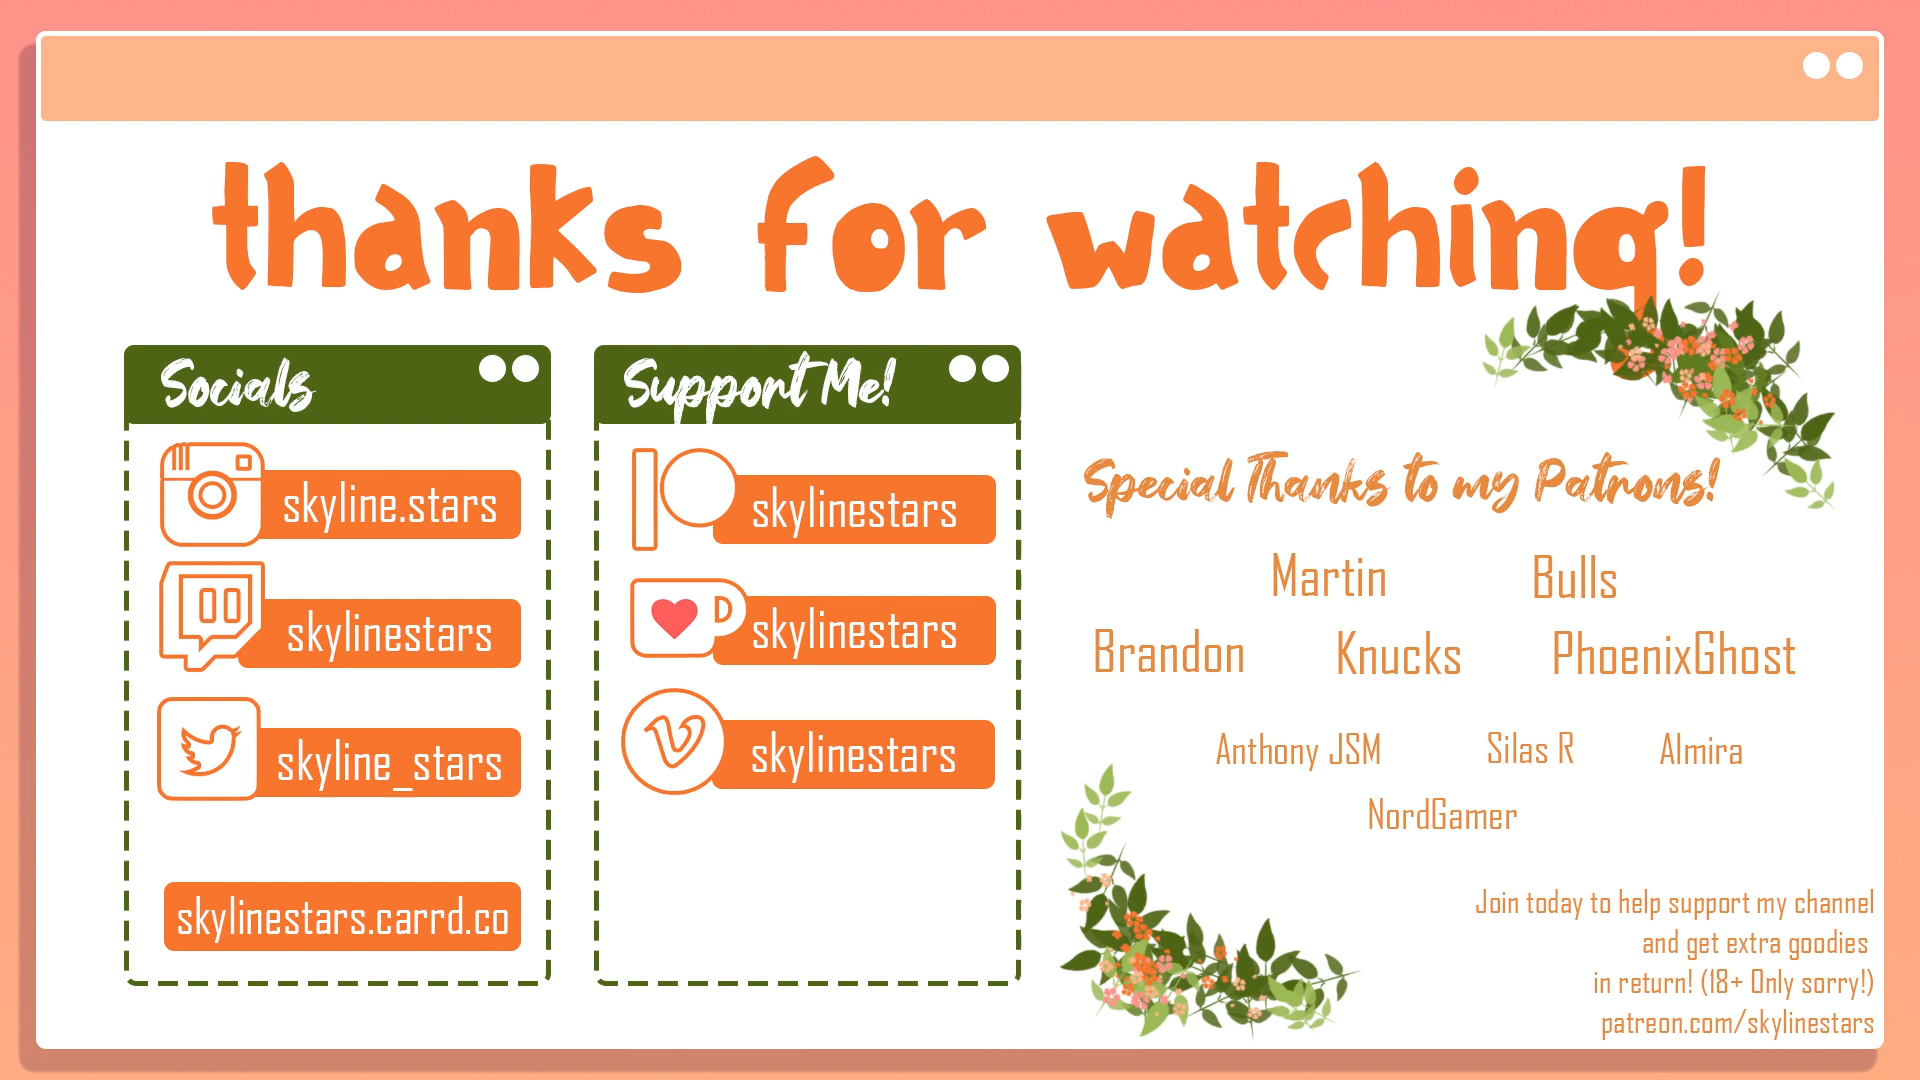 thanks for watching!
Socials
skyline.stars
skylinestars
skyline_stars
skylinestars.carrd.co
Support Me!
skylinestars
skylinestars
skylinestars
Special Thanks to my Patrons!
Martin Bulls
Brandon Knucks PhoenixGhost
Anthony JSM Silas R Almira
NordGamer
Join today to help support my channel
and get extra goodies
in return! (18+ Only sorry!)
patreon.com/skylinestars